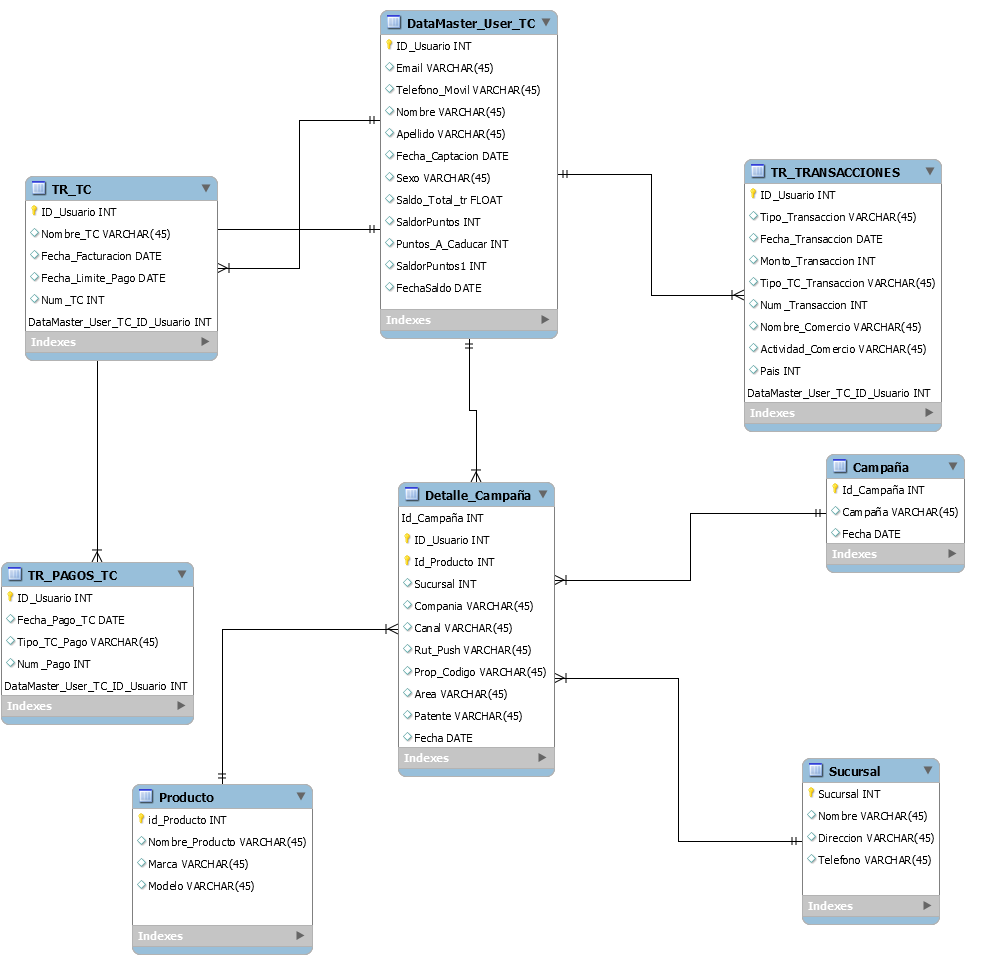 DataMaster_User_TC
ID_Usuario INT
Email VARCHAR(45)
Telefono_Movil VARCHAR(45)
Nombre VARCHAR(45)
Apellido VARCHAR(45)
Fecha_Captacion DATE
Sexo VARCHAR(45)
Saldo_Total_tr FLOAT
SaldorPuntos INT
Puntos_A_Caducar INT
SaldorPuntos1 INT
FechaSaldo DATE
Indexes
TR_TC
ID_Usuario INT
Nombre_TC VARCHAR(45)
Fecha_Facturacion DATE
Fecha_Limite_Pago DATE
Num_TC INT
DataMaster_User_TC_ID_Usuario INT
Indexes
TR_TRANSACCIONES
ID_Usuario INT
Tipo_Transaccion VARCHAR(45)
Fecha_Transaccion DATE
Monto_Transaccion INT
Tipo_TC_Transaccion VARCHAR(45)
Num_Transaccion INT
Nombre_Comercio VARCHAR(45)
Actividad_Comercio VARCHAR(45)
Pais INT
DataMaster_User_TC_ID_Usuario INT
Indexes
Campaña
Id_Campaña INT
Campaña VARCHAR(45)
Fecha DATE
Indexes
Detalle_Campaña
Id_Campaña INT
ID_Usuario INT
Id_Producto INT
Sucursal INT
Compania VARCHAR(45)
Canal VARCHAR(45)
Rut_Push VARCHAR(45)
Prop_Codigo VARCHAR(45)
Area VARCHAR(45)
Patente VARCHAR(45)
Fecha DATE
Indexes
TR_PAGOS_TC
ID_Usuario INT
Fecha_Pago_TC DATE
Tipo_TC_Pago VARCHAR(45)
Num_Pago INT
DataMaster_User_TC_ID_Usuario INT
Indexes
Producto
id_Producto INT
Nombre_Producto VARCHAR(45)
Marca VARCHAR(45)
Modelo VARCHAR(45)
Indexes
Sucursal
Sucursal INT
Nombre VARCHAR(45)
Direccion VARCHAR(45)
Telefono VARCHAR(45)
Indexes